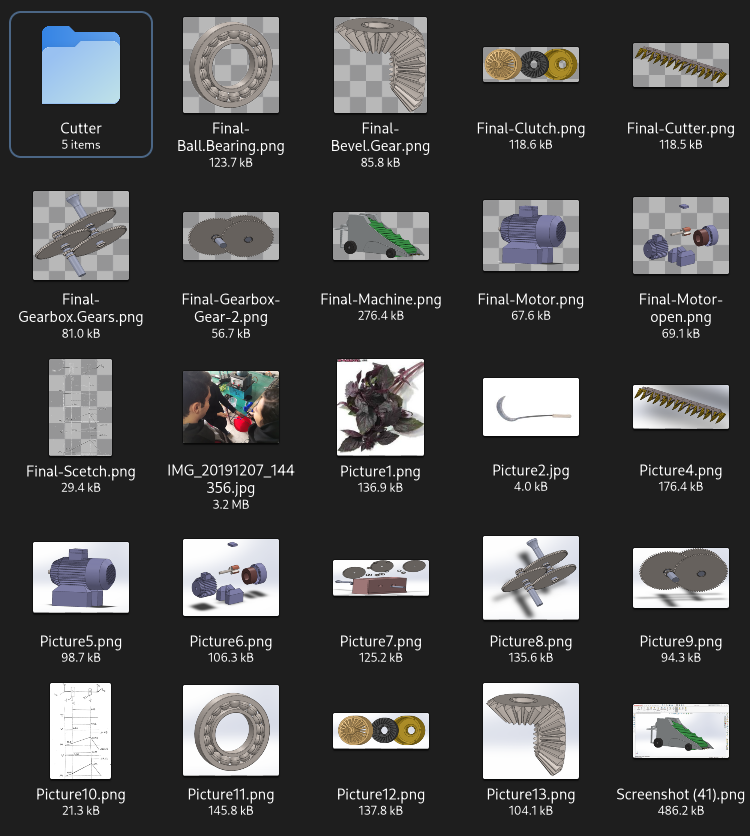 Cutter
5 items
Final-
Ball.Bearing.png
123.7 kB
Final-
Bevel.Gear.png
85.8 kB
Final-Clutch.png
118.6 kB
Final-Cutter.png
118.5 kB
Final-
Gearbox.Gears.png
81.0 kB
Final-Gearbox-
Gear-2.png
56.7 kB
Final-Machine.png
276.4 kB
Final-Motor.png
67.6 kB
Final-Motor-
open.png
69.1 kB
Final-Scetch.png
29.4 kB
IMG_20191207_144
356.jpg
3.2 MB
Picture1.png
136.9 kB
Picture2.jpg
4.0 kB
Picture4.png
176.4 kB
Picture5.png
98.7 kB
Picture6.png
106.3 kB
Picture7.png
125.2 kB
Picture8.png
135.6 kB
Picture9.png
94.3 kB
Picture10.png
21.3 kB
Picture11.png
145.8 kB
Picture12.png
137.8 kB
Picture13.png
104.1 kB
Screenshot (41).png
486.2 kB